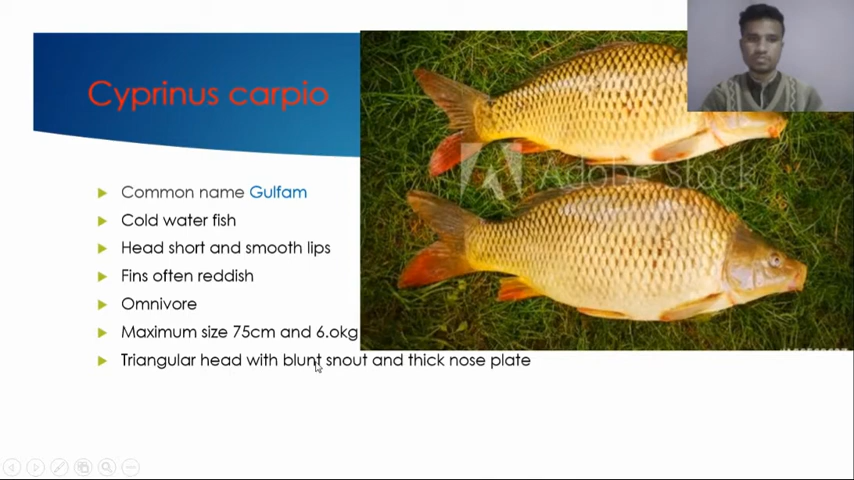 Cyprinus carpio
Common name Gulfam
Cold water fish
Head short and smooth lips
Fins often reddish
Omnivore
Maximum size 75cm and 6.okg
Triangular head with blunt snout and thick nose plate
Adobe Stock